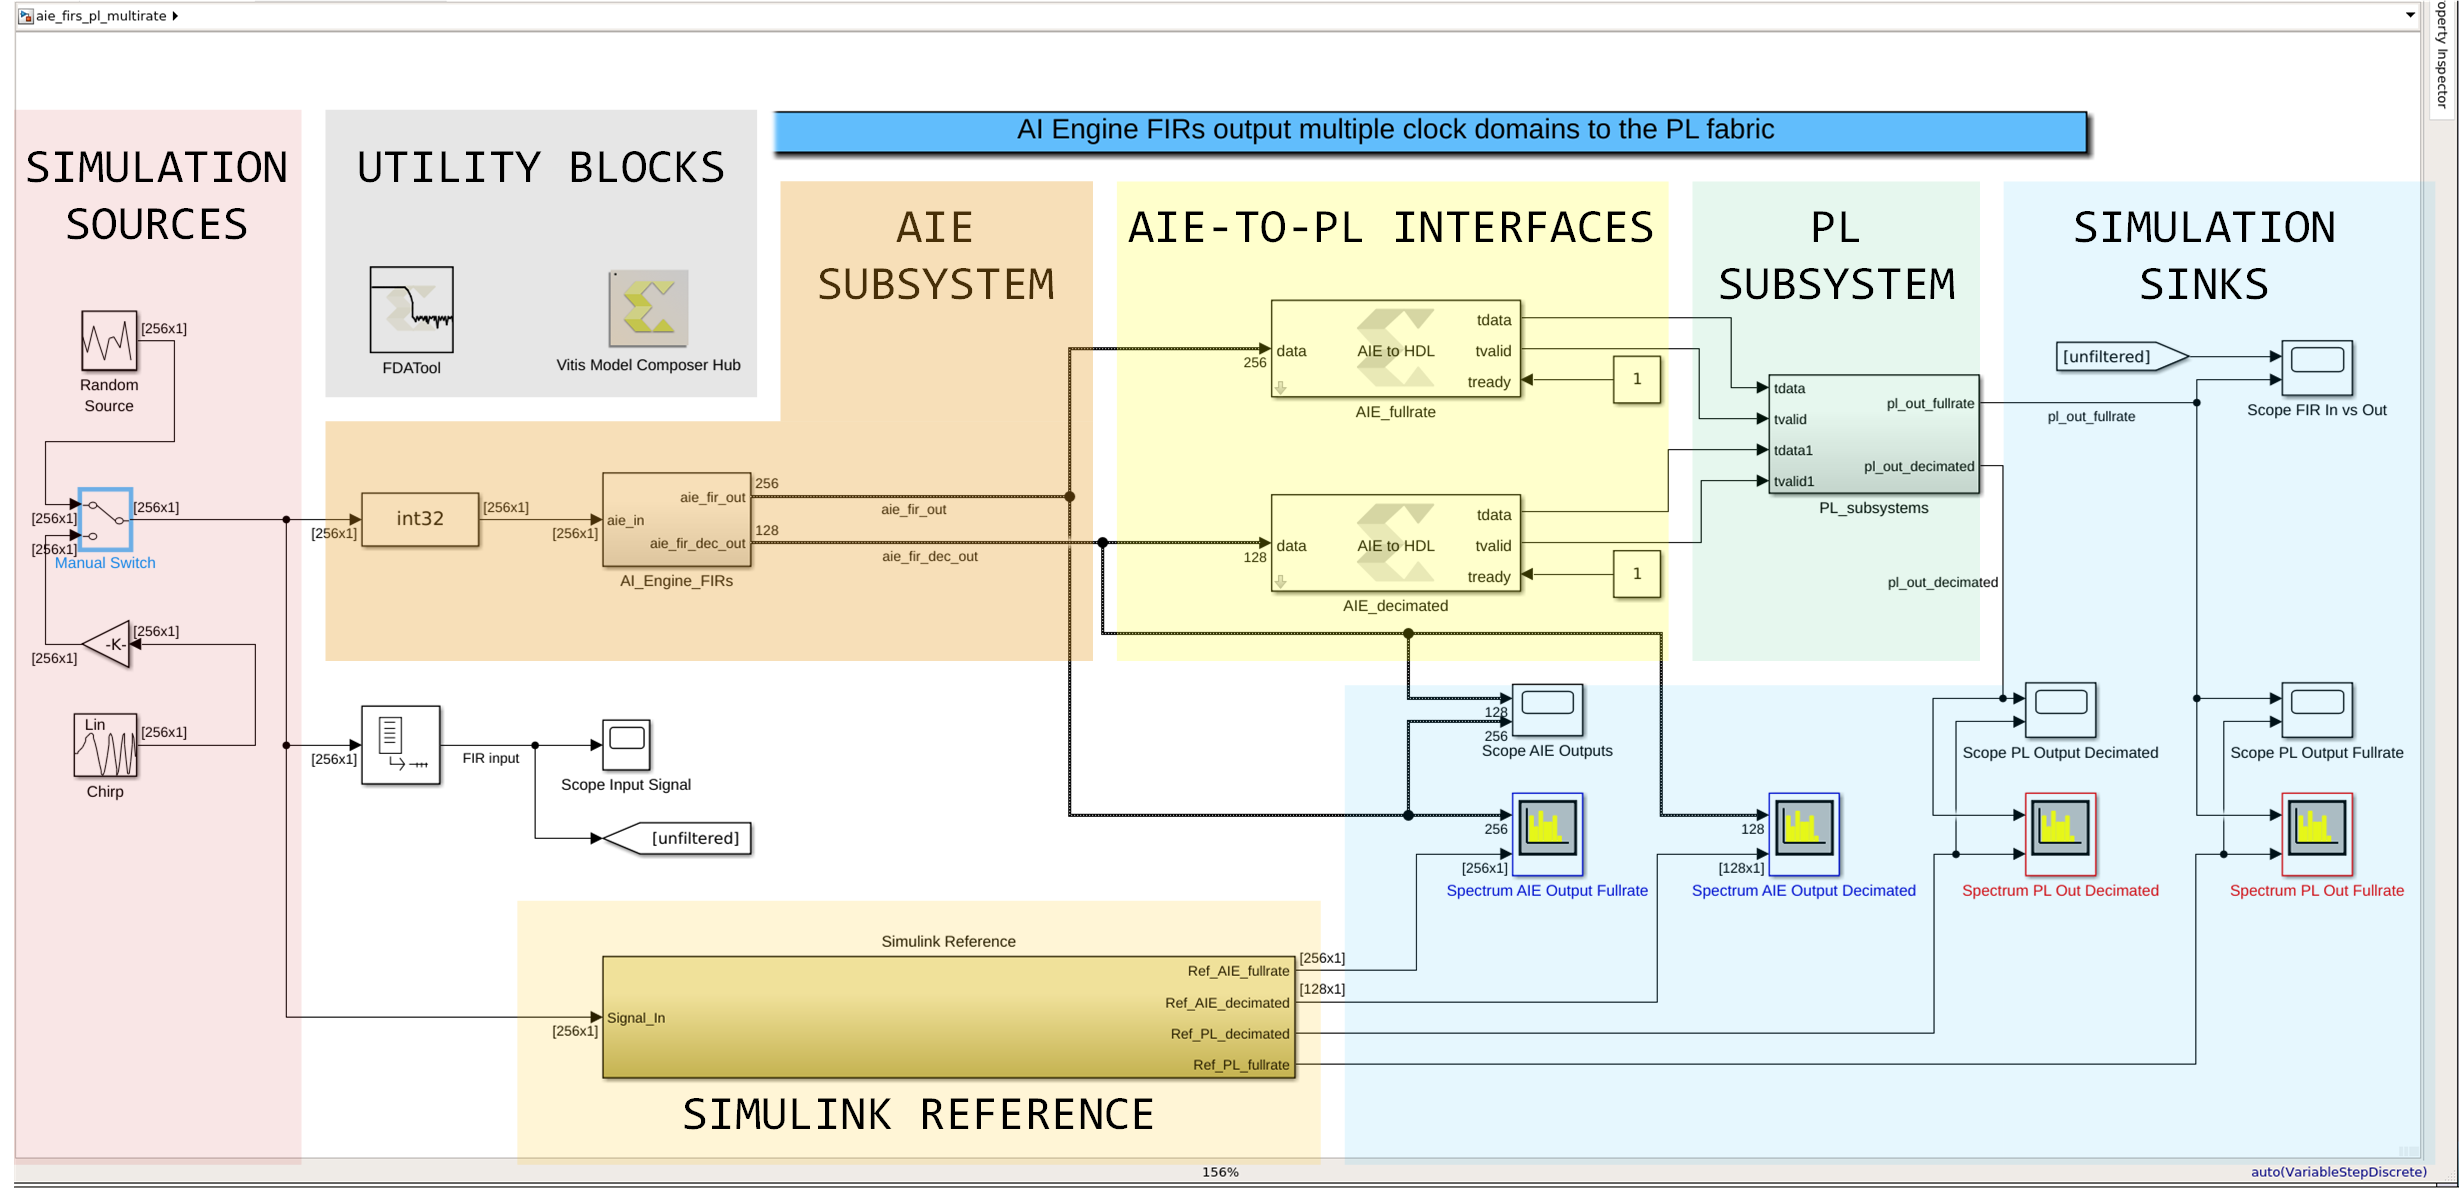 aie_firs_pl_multirate
Property Inspector
AI Engine FIRs output multiple clock domains to the PL fabric
SIMULATION
SOURCES
[256x1]
Random
Source
[256x1]
[256x1]
[256x1]
Manual Switch
-K-
[256x1]
[256x1]
Lin
[256x1]
Chirp
UTILITY BLOCKS
FDATool
Vitis Model Composer Hub
AIE
SUBSYSTEM
[256x1]
int32
[256x1]
[256x1]
aie_in
aie_fir_out
aie_fir_dec_out
AI_Engine_FIRs
256
aie_fir_out
128
aie_fir_dec_out
AIE-TO-PL INTERFACES
256
data
AIE to HDL
tdata
tvalid
tready
1
AIE_fullrate
128
data
AIE to HDL
tdata
tvalid
tready
1
AIE_decimated
PL
SUBSYSTEM
tdata
tvalid
tdata1
tvalid1
pl_out_fullrate
pl_out_decimated
PL_subsystems
pl_out_fullrate
pl_out_decimated
SIMULATION
SINKS
[unfiltered]
Scope FIR In vs Out
[256x1]
FIR input
Scope Input Signal
[unfiltered]
128
256
Scope AIE Outputs
Scope PL Output Decimated
Scope PL Output Fullrate
256
[256x1]
Spectrum AIE Output Fullrate
128
[128x1]
Spectrum AIE Output Decimated
Spectrum PL Out Decimated
Spectrum PL Out Fullrate
Simulink Reference
[256x1]
Signal_In
Ref_AIE_fullrate
Ref_AIE_decimated
Ref_PL_decimated
Ref_PL_fullrate
[256x1]
[128x1]
SIMULINK REFERENCE
156%
auto(VariableStepDiscrete)